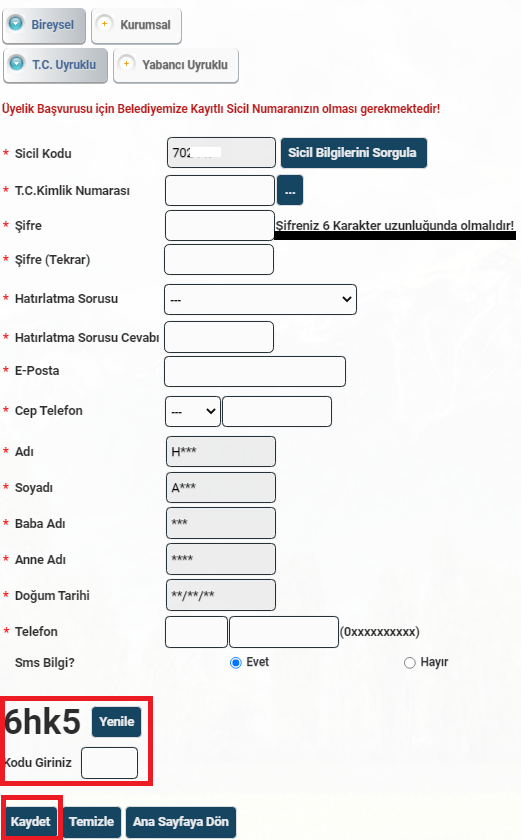 Bireysel + Kurumsal
T.C. Uyruklu + Yabancı Uyruklu
Üyelik Başvurusu için Belediyemize Kayıtlı Sicil Numaranızın olması gerekmektedir!
* Sicil Kodu 702 Sicil Bilgilerini Sorgula
* T.C.Kimlik Numarası ...
* Şifre Şifreniz 6 Karakter uzunluğunda olmalıdır!
* Şifre (Tekrar)
* Hatırlatma Sorusu ---
* Hatırlatma Sorusu Cevabı
* E-Posta
* Cep Telefon ---
* Adı H***
* Soyadı A***
* Baba Adı ***
* Anne Adı ****
* Doğum Tarihi **/**/**
* Telefon (0xxxxxxxxxx)
Sms Bilgi? Evet Hayır
6hk5 Yenile
Kodu Giriniz
Kaydet Temizle Ana Sayfaya Dön